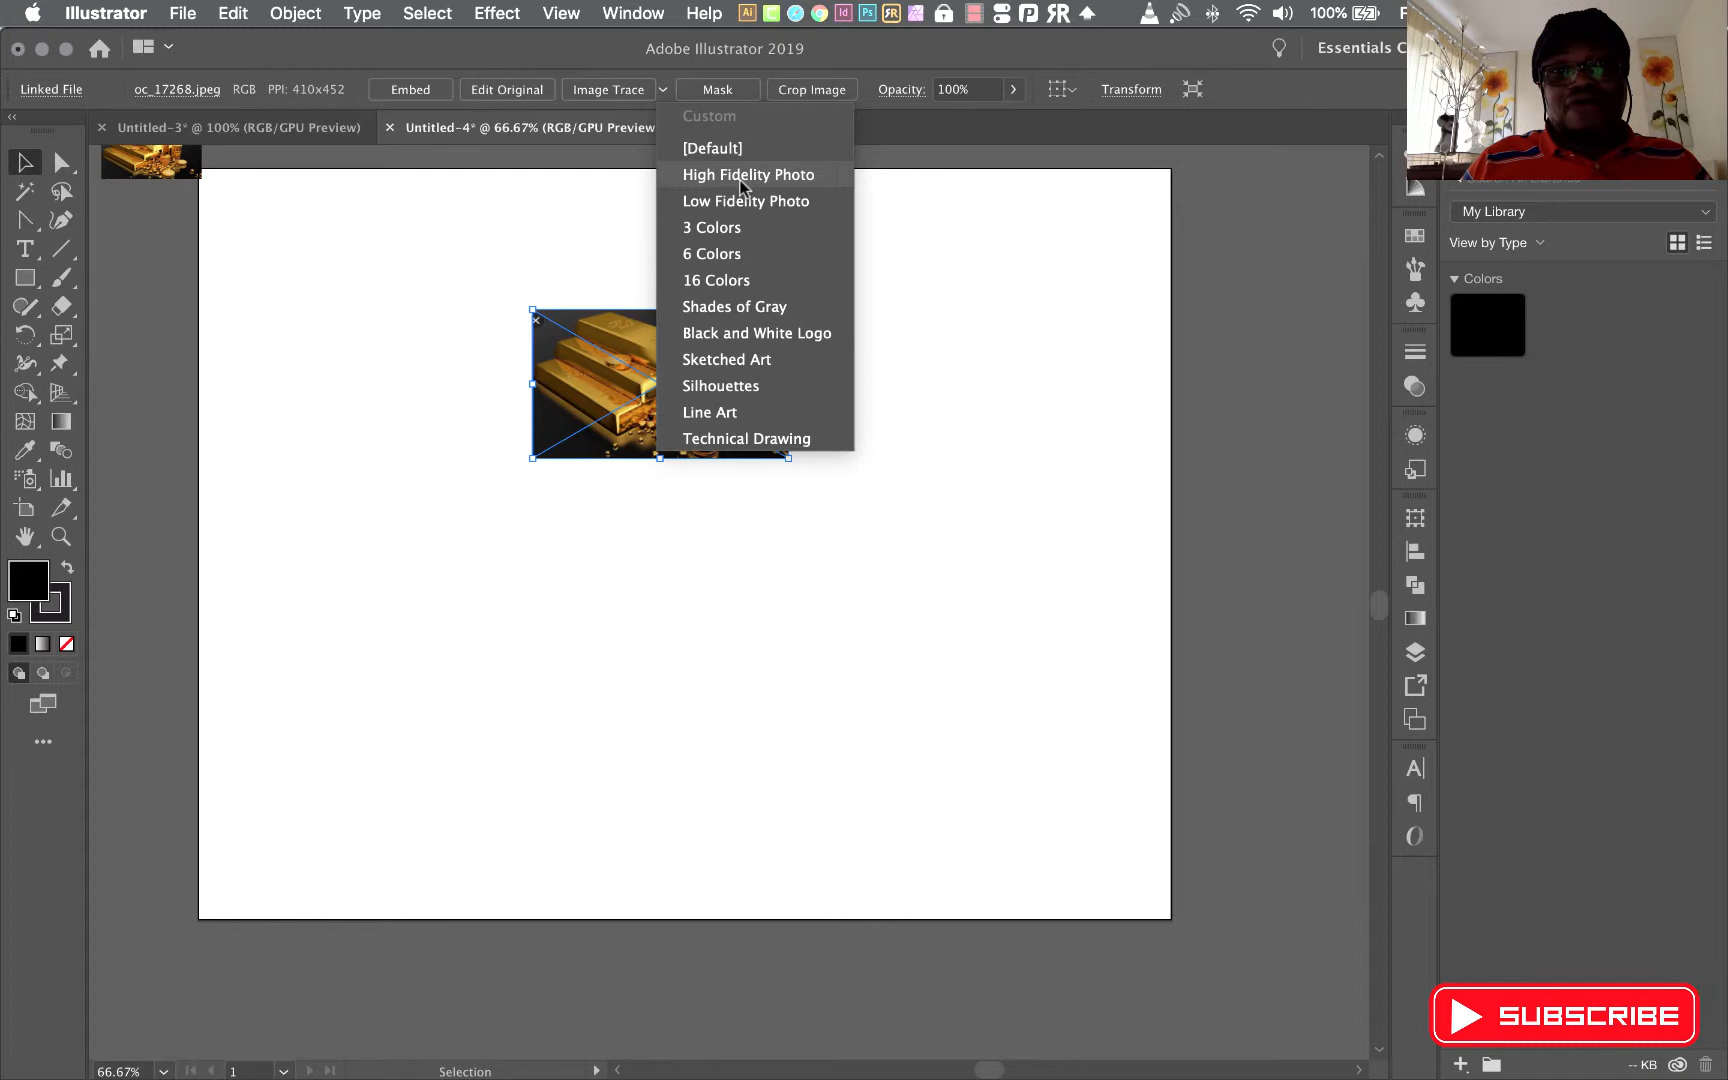 Illustrator File Edit Object Type Select Effect View Window Help Ai Id Ps 100%
Adobe Illustrator 2019 Essentials C
Linked File oc_17268.jpeg RGB PPI: 410x452 Embed Edit Original Image Trace Mask Crop Image Opacity: 100% Transform
Untitled-3* @ 100% (RGB/GPU Preview) Untitled-4* @ 66.67% (RGB/GPU Preview
Custom
[Default]
High Fidelity Photo
Low Fidelity Photo
3 Colors
6 Colors
16 Colors
Shades of Gray
Black and White Logo
Sketched Art
Silhouettes
Line Art
Technical Drawing
My Library
View by Type
Colors
SUBSCRIBE
66.67% 1 Selection -- KB